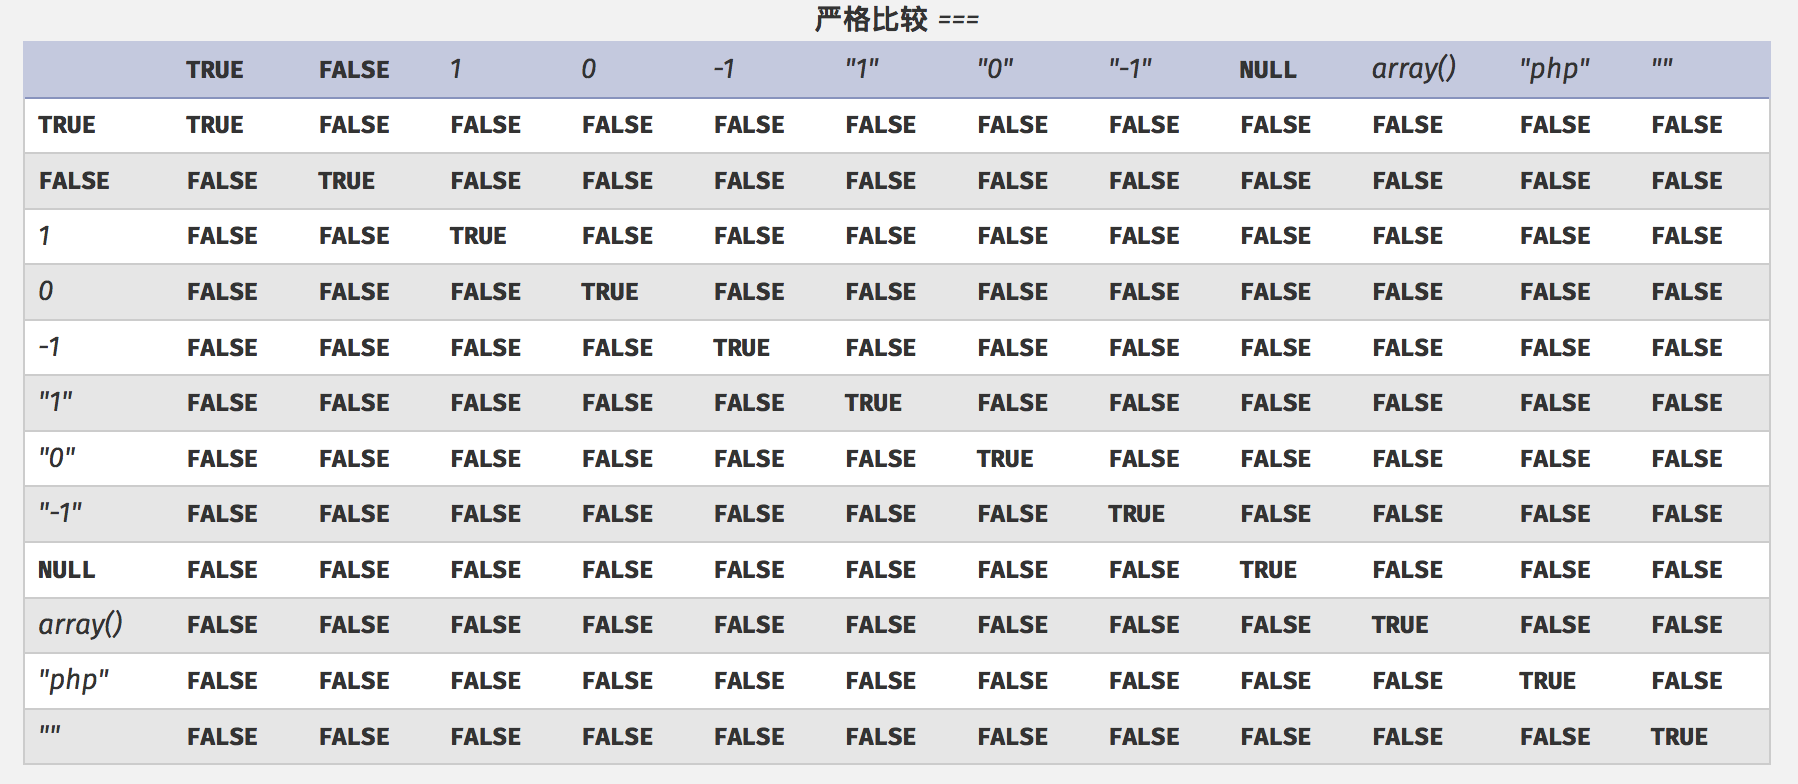 严格比较 ===
TRUE FALSE 1 0 -1 "1" "0" "-1" NULL array() "php" ""
TRUE TRUE FALSE FALSE FALSE FALSE FALSE FALSE FALSE FALSE FALSE FALSE FALSE
FALSE FALSE TRUE FALSE FALSE FALSE FALSE FALSE FALSE FALSE FALSE FALSE FALSE
1 FALSE FALSE TRUE FALSE FALSE FALSE FALSE FALSE FALSE FALSE FALSE FALSE
0 FALSE FALSE FALSE TRUE FALSE FALSE FALSE FALSE FALSE FALSE FALSE FALSE
-1 FALSE FALSE FALSE FALSE TRUE FALSE FALSE FALSE FALSE FALSE FALSE FALSE
"1" FALSE FALSE FALSE FALSE FALSE TRUE FALSE FALSE FALSE FALSE FALSE FALSE
"0" FALSE FALSE FALSE FALSE FALSE FALSE TRUE FALSE FALSE FALSE FALSE FALSE
"-1" FALSE FALSE FALSE FALSE FALSE FALSE FALSE TRUE FALSE FALSE FALSE FALSE
NULL FALSE FALSE FALSE FALSE FALSE FALSE FALSE FALSE TRUE FALSE FALSE FALSE
array() FALSE FALSE FALSE FALSE FALSE FALSE FALSE FALSE FALSE TRUE FALSE FALSE
"php" FALSE FALSE FALSE FALSE FALSE FALSE FALSE FALSE FALSE FALSE TRUE FALSE
"" FALSE FALSE FALSE FALSE FALSE FALSE FALSE FALSE FALSE FALSE FALSE TRUE